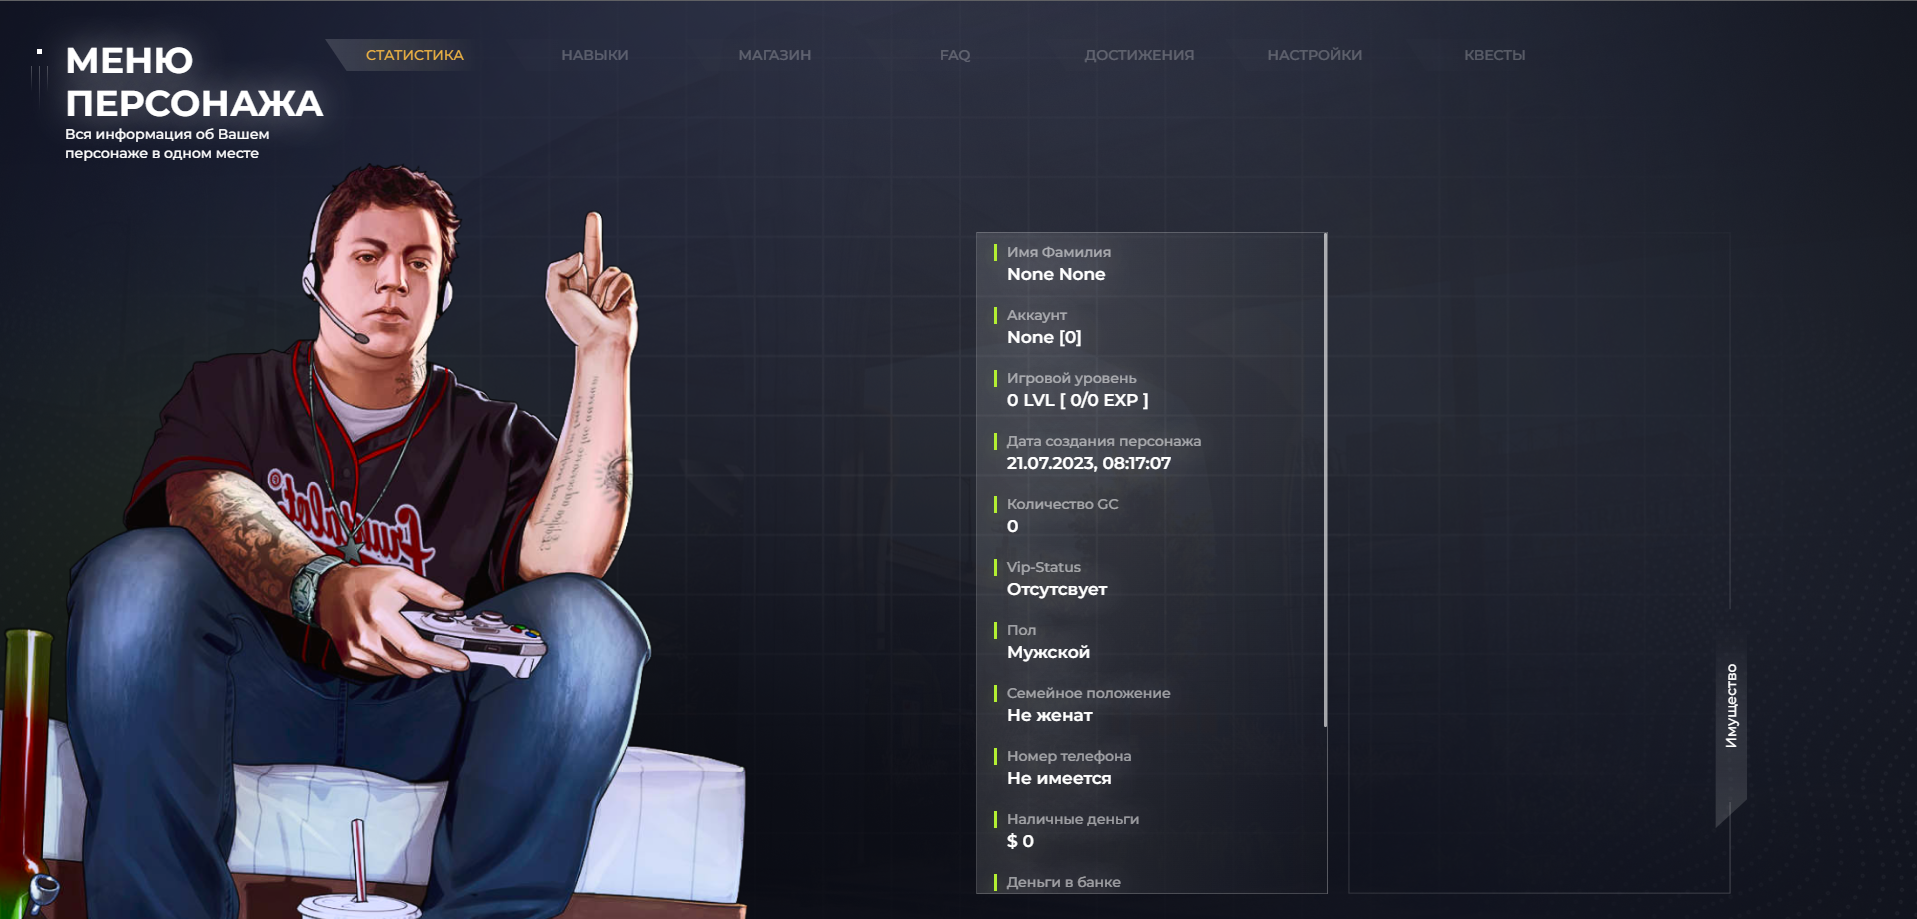 МЕНЮ
ПЕРСОНАЖА
Вся информация об Вашем
персонаже в одном месте
СТАТИСТИКА
НАВЫКИ
МАГАЗИН
FAQ
ДОСТИЖЕНИЯ
НАСТРОЙКИ
КВЕСТЫ
Имя Фамилия
None None
Аккаунт
None [0]
Игровой уровень
0 LVL [ 0/0 EXP ]
Дата создания персонажа
21.07.2023, 08:17:07
Количество GC
0
Vip-Status
Отсутсвует
Пол
Мужской
Семейное положение
Не женат
Номер телефона
Не имеется
Наличные деньги
$ 0
Деньги в банке
Имущество